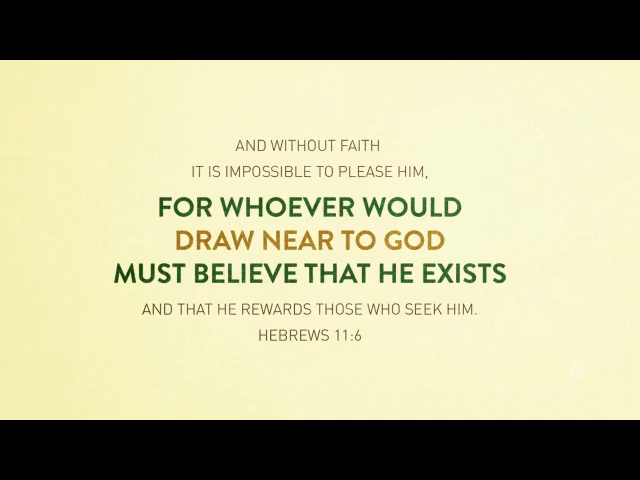 AND WITHOUT FAITH
IT IS IMPOSSIBLE TO PLEASE HIM,
FOR WHOEVER WOULD
DRAW NEAR TO GOD
MUST BELIEVE THAT HE EXISTS
AND THAT HE REWARDS THOSE WHO SEEK HIM.
HEBREWS 11:6